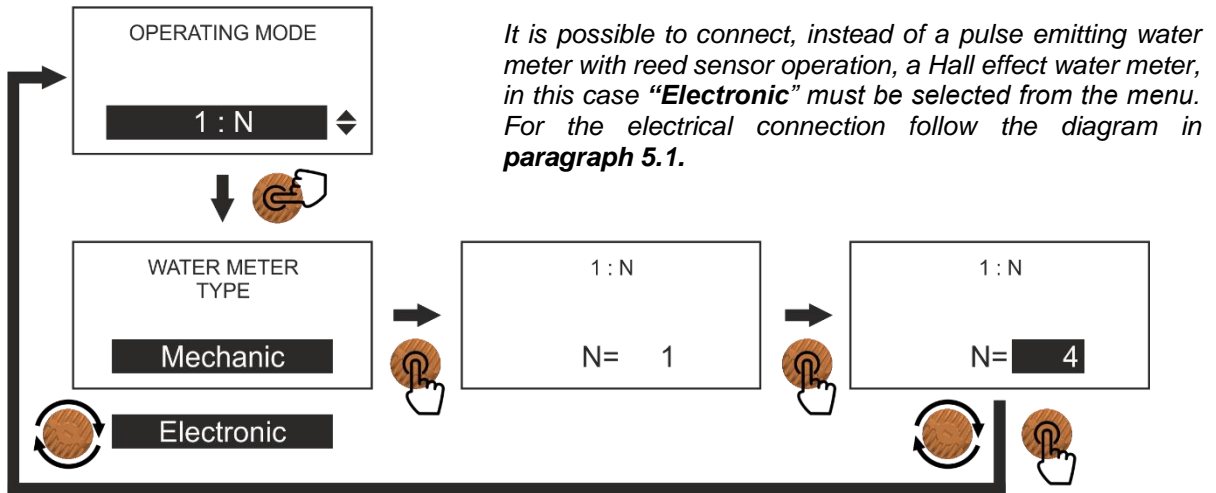 OPERATING MODE
1 : N
It is possible to connect, instead of a pulse emitting water
meter with reed sensor operation, a Hall effect water meter,
in this case “Electronic” must be selected from the menu.
For the electrical connection follow the diagram in
paragraph 5.1.
WATER METER
TYPE
Mechanic
Electronic
1 : N
N= 1
1 : N
N= 4